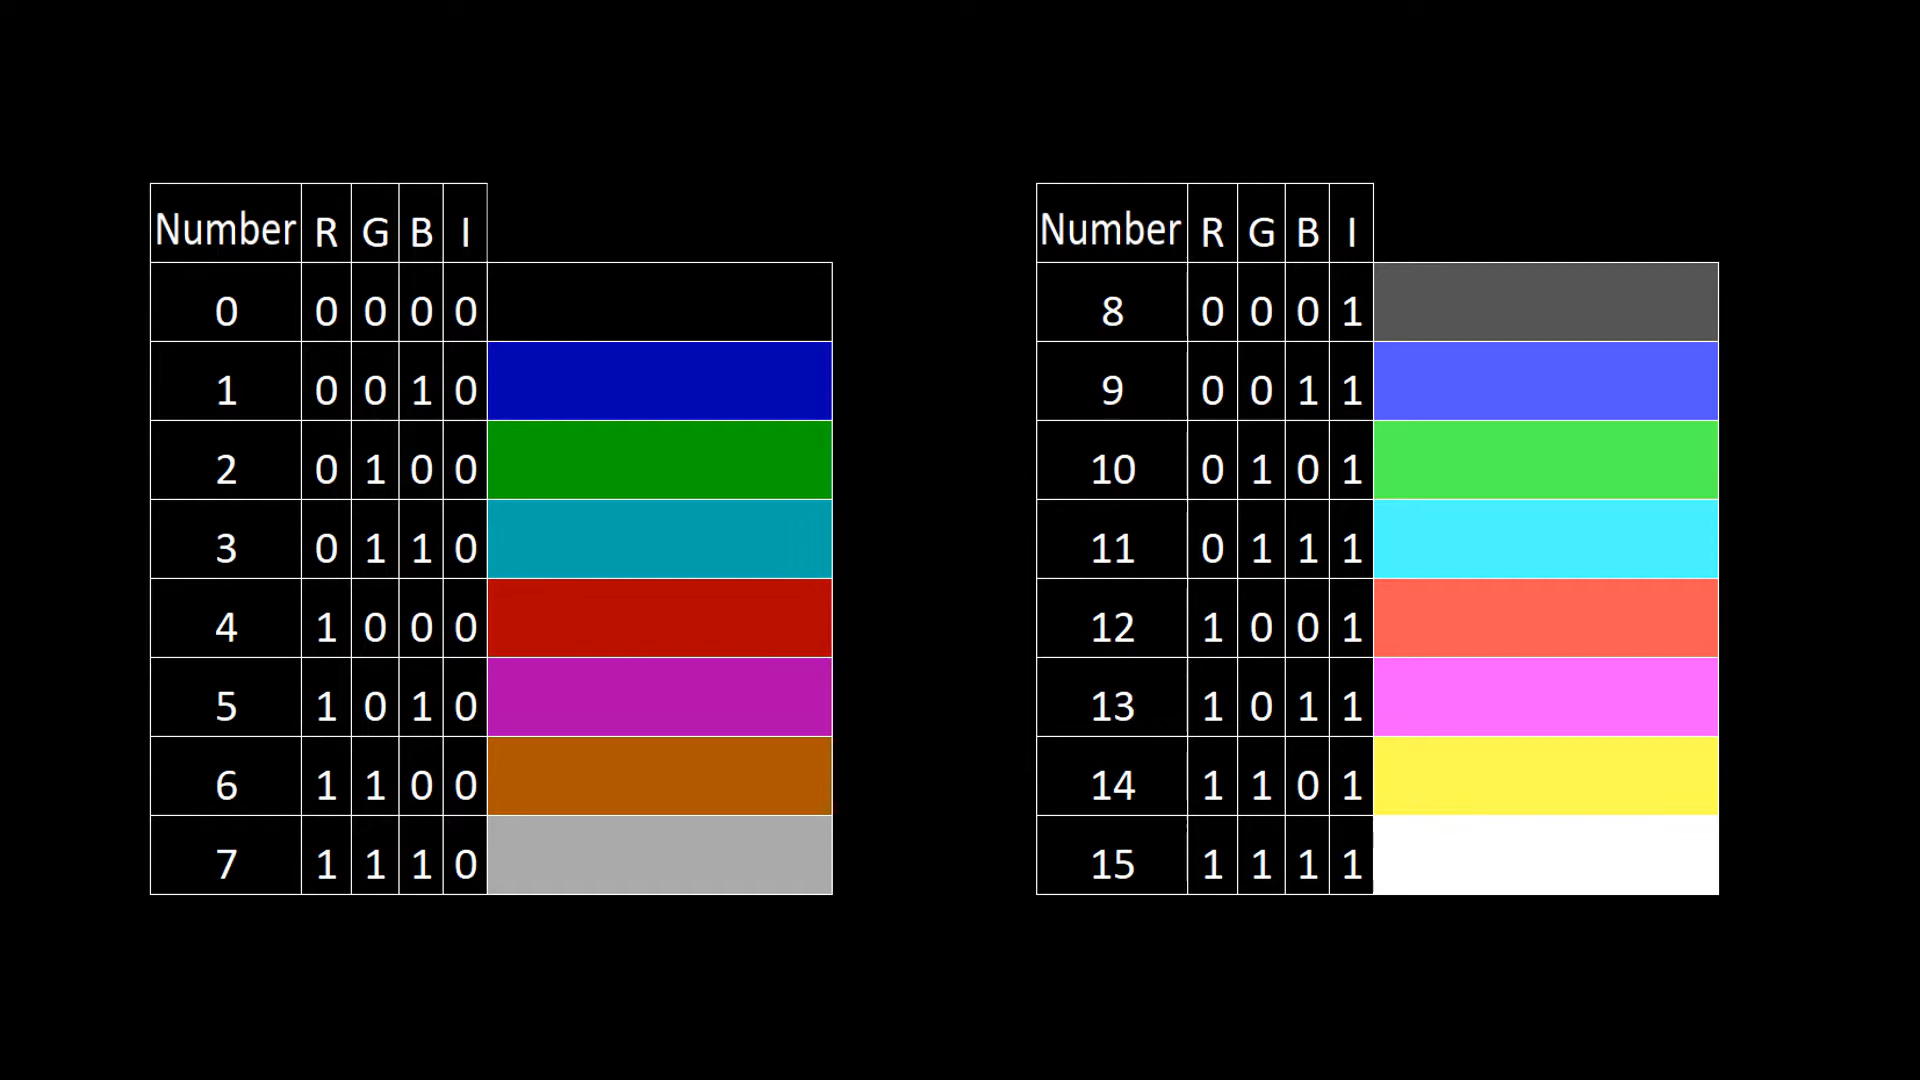 Number R G B I
0 0 0 0 0
1 0 0 1 0
2 0 1 0 0
3 0 1 1 0
4 1 0 0 0
5 1 0 1 0
6 1 1 0 0
7 1 1 1 0
Number R G B I
8 0 0 0 1
9 0 0 1 1
10 0 1 0 1
11 0 1 1 1
12 1 0 0 1
13 1 0 1 1
14 1 1 0 1
15 1 1 1 1